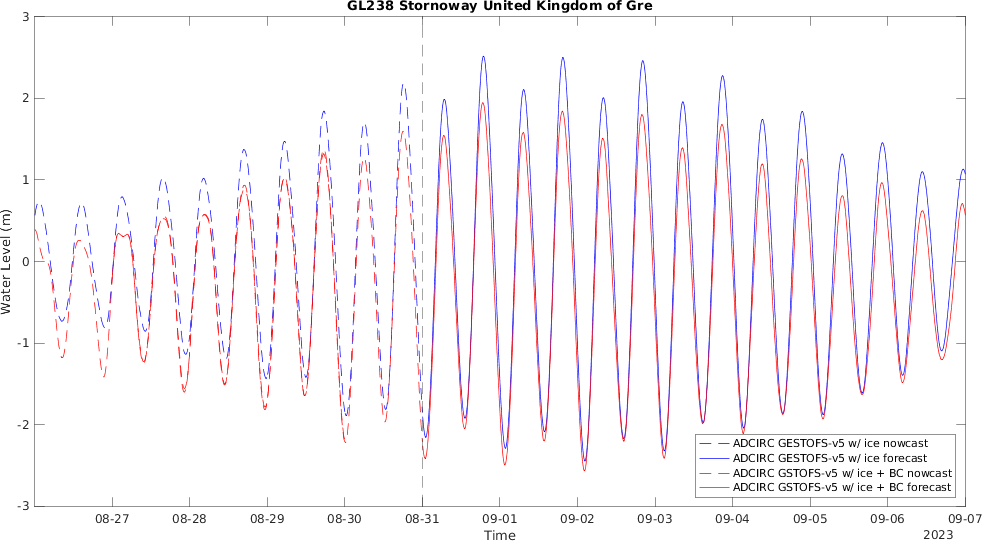 GL238 Stornoway United Kingdom of Gre
3
2
1
0
-1
-2
-3
Water Level (m)
08-27
08-28
08-29
08-30
08-31
09-01
09-02
09-03
09-04
09-05
09-06
09-07
Time
2023
ADCIRC GESTOFS-v5 w/ ice nowcast
ADCIRC GESTOFS-v5 w/ ice forecast
ADCIRC GSTOFS-v5 w/ ice + BC nowcast
ADCIRC GSTOFS-v5 w/ ice + BC forecast